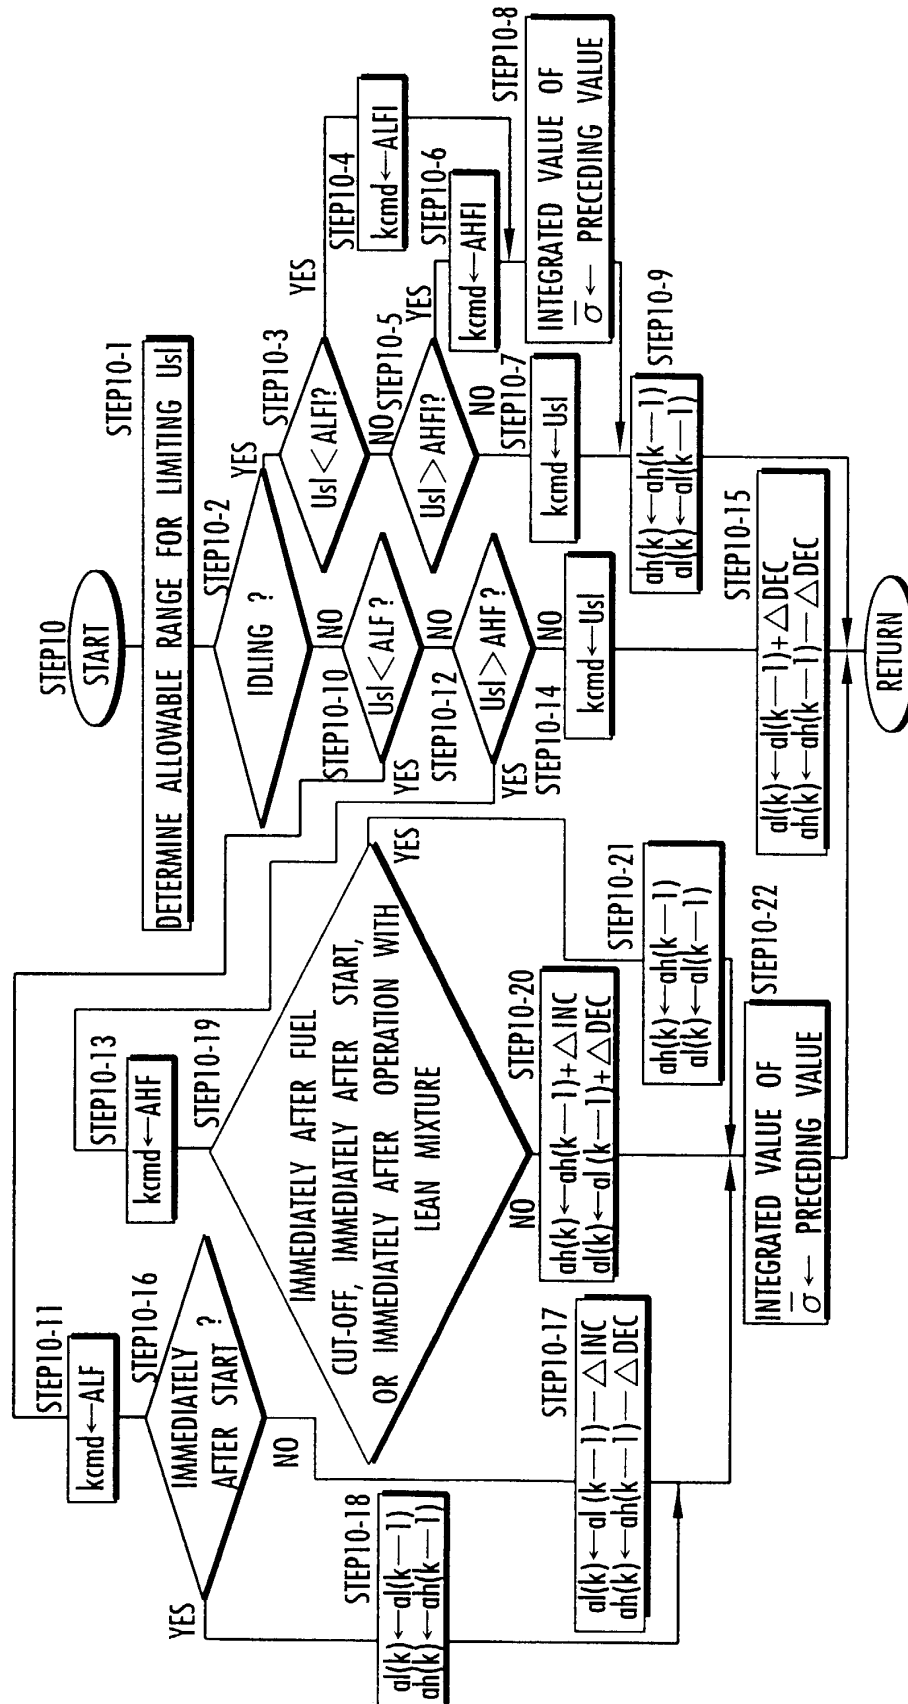 STEP10
START
STEP10-1
DETERMINE ALLOWABLE RANGE FOR LIMITING Usl
STEP10-2
IDLING ?
YES
NO
STEP10-3
Usl < ALFI?
YES
NO
STEP10-4
kcmd ← ALFI
STEP10-5
Usl > AHFI?
YES
NO
STEP10-6
kcmd ← AHFI
STEP10-7
kcmd ← Usl
STEP10-8
INTEGRATED VALUE OF
σ̅ ← PRECEDING VALUE
STEP10-9
ah(k) ← ah(k—1)
al(k) ← al(k—1)
STEP10-10
Usl < ALF ?
YES
NO
STEP10-11
kcmd ← ALF
STEP10-12
Usl > AHF ?
YES
NO
STEP10-13
kcmd ← AHF
STEP10-14
kcmd ← Usl
STEP10-15
al(k) ← al(k—1)+△DEC
ah(k) ← ah(k—1)—△DEC
STEP10-16
IMMEDIATELY
AFTER START ?
YES
NO
STEP10-17
al(k) ← al(k—1)—△INC
ah(k) ← ah(k—1)—△DEC
STEP10-18
al(k) ← al(k—1)
ah(k) ← ah(k—1)
STEP10-19
IMMEDIATELY AFTER FUEL
CUT-OFF, IMMEDIATELY AFTER START,
OR IMMEDIATELY AFTER OPERATION WITH
LEAN MIXTURE
YES
NO
STEP10-20
ah(k) ← ah(k—1)+△INC
al(k) ← al(k—1)+△DEC
STEP10-21
ah(k) ← ah(k—1)
al(k) ← al(k—1)
STEP10-22
INTEGRATED VALUE OF
σ̅ ← PRECEDING VALUE
RETURN